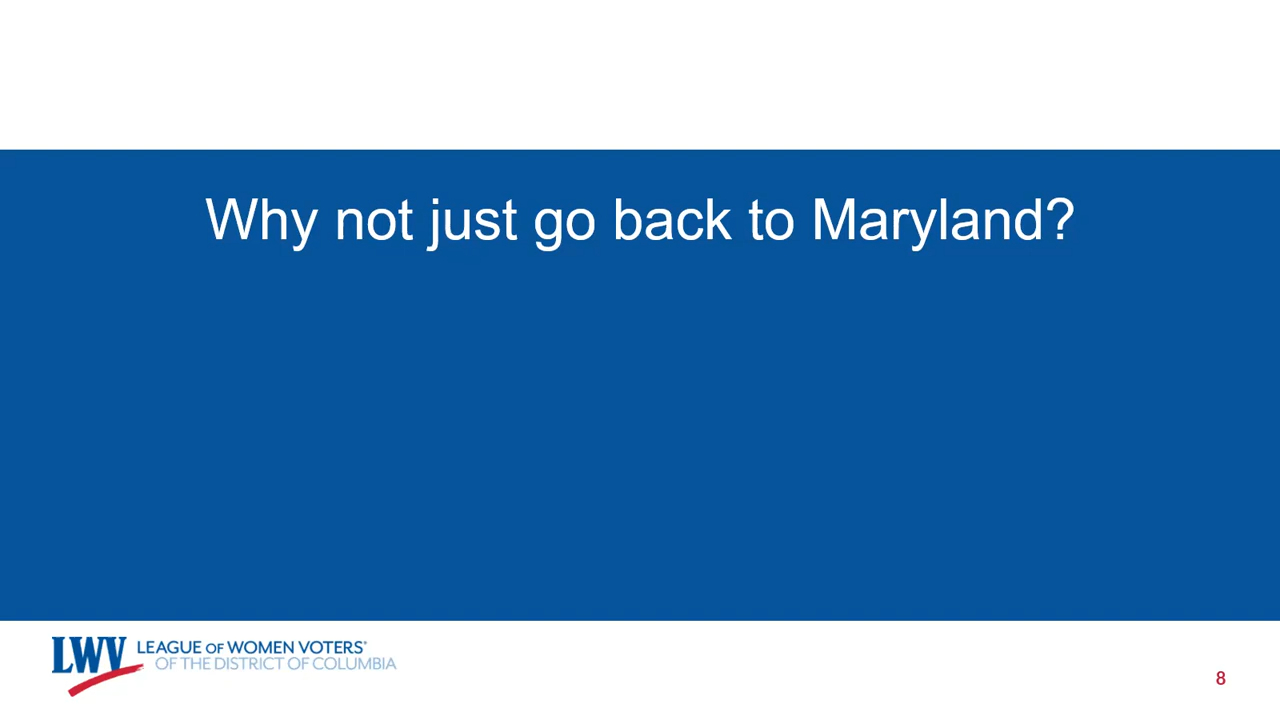 Why not just go back to Maryland?
LWV LEAGUE OF WOMEN VOTERS®
OF THE DISTRICT OF COLUMBIA
8